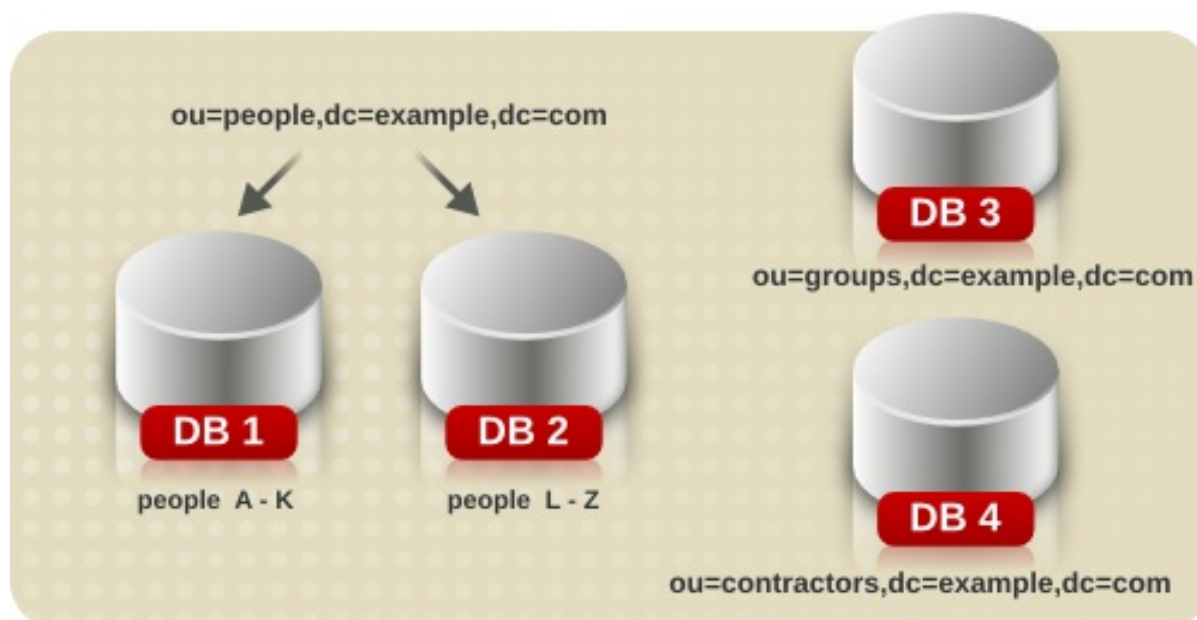 ou=people,dc=example,dc=com
DB 1
people A - K
DB 2
people L - Z
DB 3
ou=groups,dc=example,dc=com
DB 4
ou=contractors,dc=example,dc=com